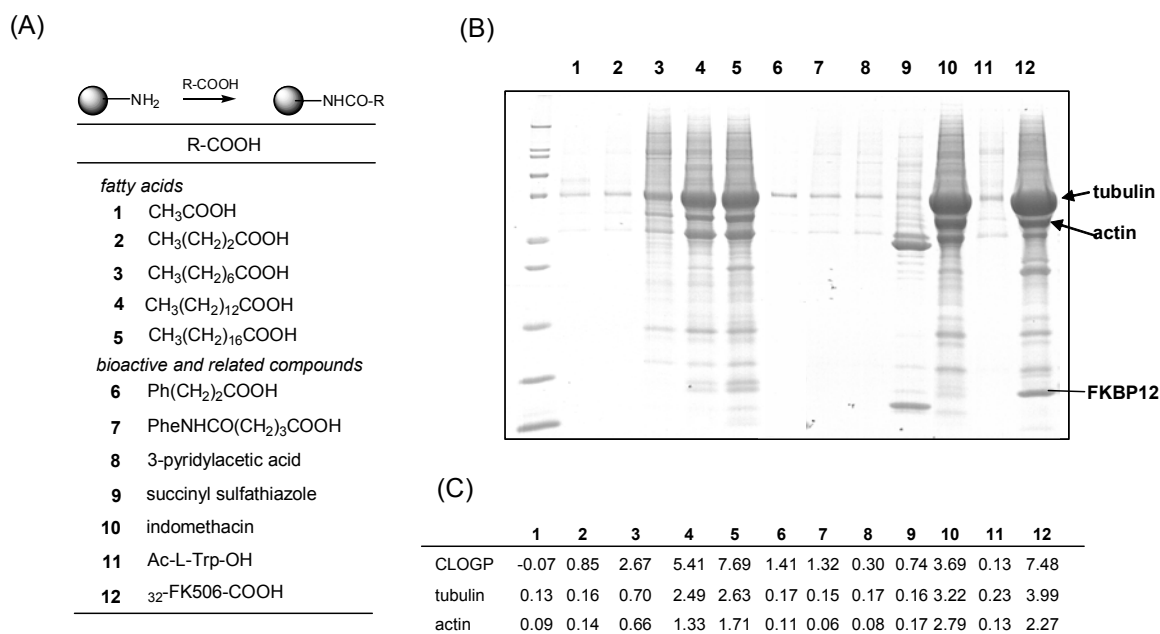 (A)
R-COOH
NH2
NHCO-R
R-COOH
fatty acids
1 CH3COOH
2 CH3(CH2)2COOH
3 CH3(CH2)6COOH
4 CH3(CH2)12COOH
5 CH3(CH2)16COOH
bioactive and related compounds
6 Ph(CH2)2COOH
7 PheNHCO(CH2)3COOH
8 3-pyridylacetic acid
9 succinyl sulfathiazole
10 indomethacin
11 Ac-L-Trp-OH
12 32-FK506-COOH
(B)
1 2 3 4 5 6 7 8 9 10 11 12
tubulin
actin
FKBP12
(C)
1 2 3 4 5 6 7 8 9 10 11 12
CLOGP -0.07 0.85 2.67 5.41 7.69 1.41 1.32 0.30 0.74 3.69 0.13 7.48
tubulin 0.13 0.16 0.70 2.49 2.63 0.17 0.15 0.17 0.16 3.22 0.23 3.99
actin 0.09 0.14 0.66 1.33 1.71 0.11 0.06 0.08 0.17 2.79 0.13 2.27